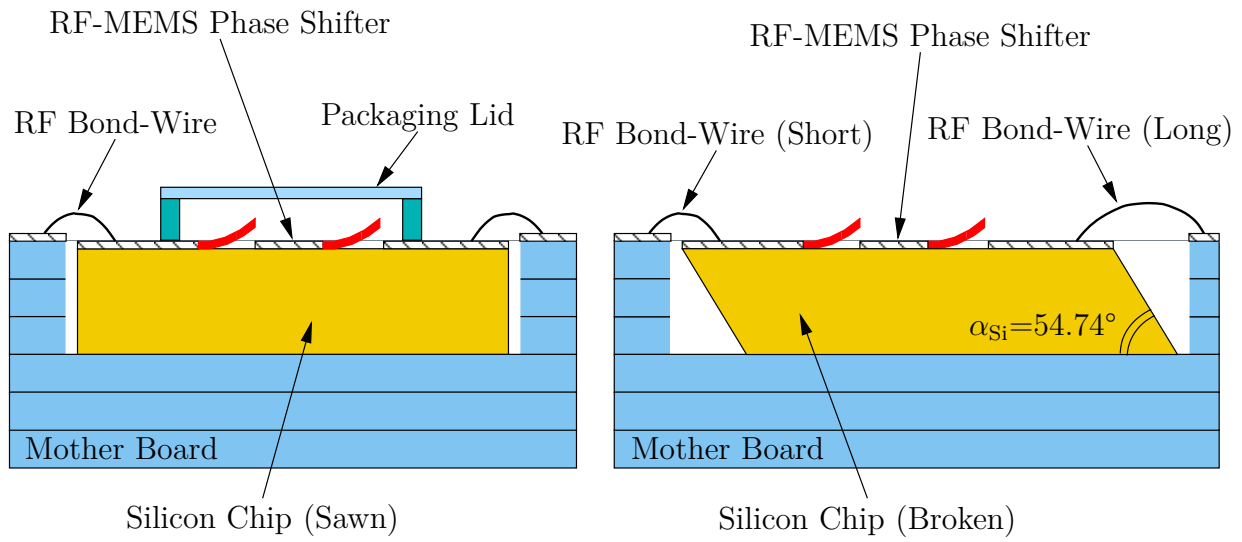 RF-MEMS Phase Shifter
Packaging Lid
RF Bond-Wire
Mother Board
Silicon Chip (Sawn)
RF-MEMS Phase Shifter
RF Bond-Wire (Short)
RF Bond-Wire (Long)
αSi=54.74°
Mother Board
Silicon Chip (Broken)